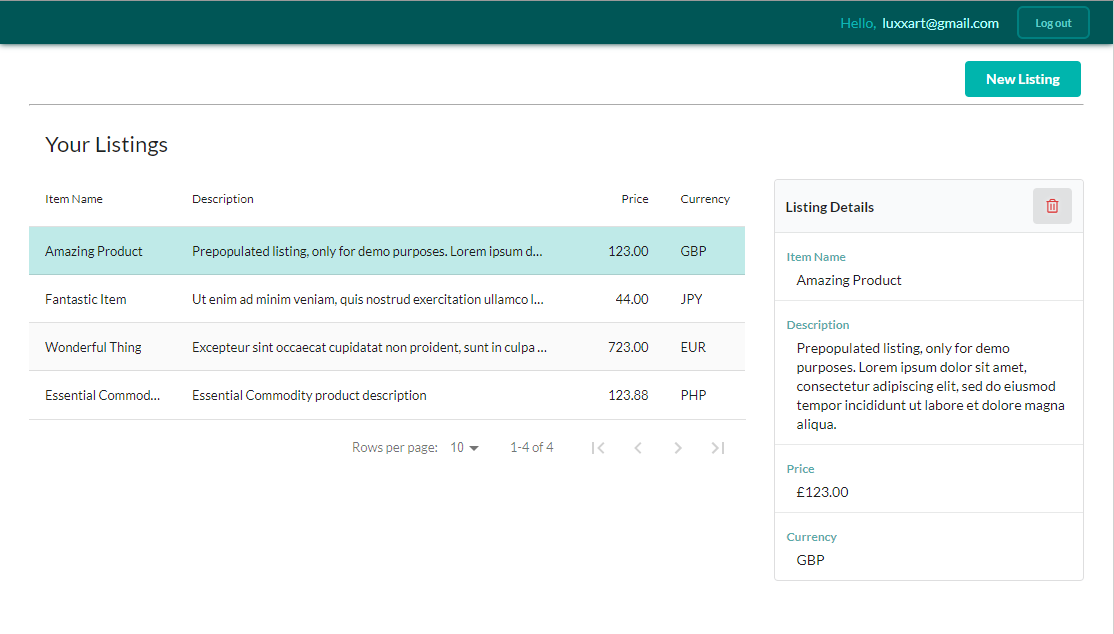 Hello, luxxart@gmail.com Log out
New Listing
Your Listings
Item Name Description Price Currency
Amazing Product Prepopulated listing, only for demo purposes. Lorem ipsum d... 123.00 GBP
Fantastic Item Ut enim ad minim veniam, quis nostrud exercitation ullamco l... 44.00 JPY
Wonderful Thing Excepteur sint occaecat cupidatat non proident, sunt in culpa ... 723.00 EUR
Essential Commod... Essential Commodity product description 123.88 PHP
Rows per page: 10 1-4 of 4
Listing Details
Item Name
Amazing Product
Description
Prepopulated listing, only for demo
purposes. Lorem ipsum dolor sit amet,
consectetur adipiscing elit, sed do eiusmod
tempor incididunt ut labore et dolore magna
aliqua.
Price
£123.00
Currency
GBP